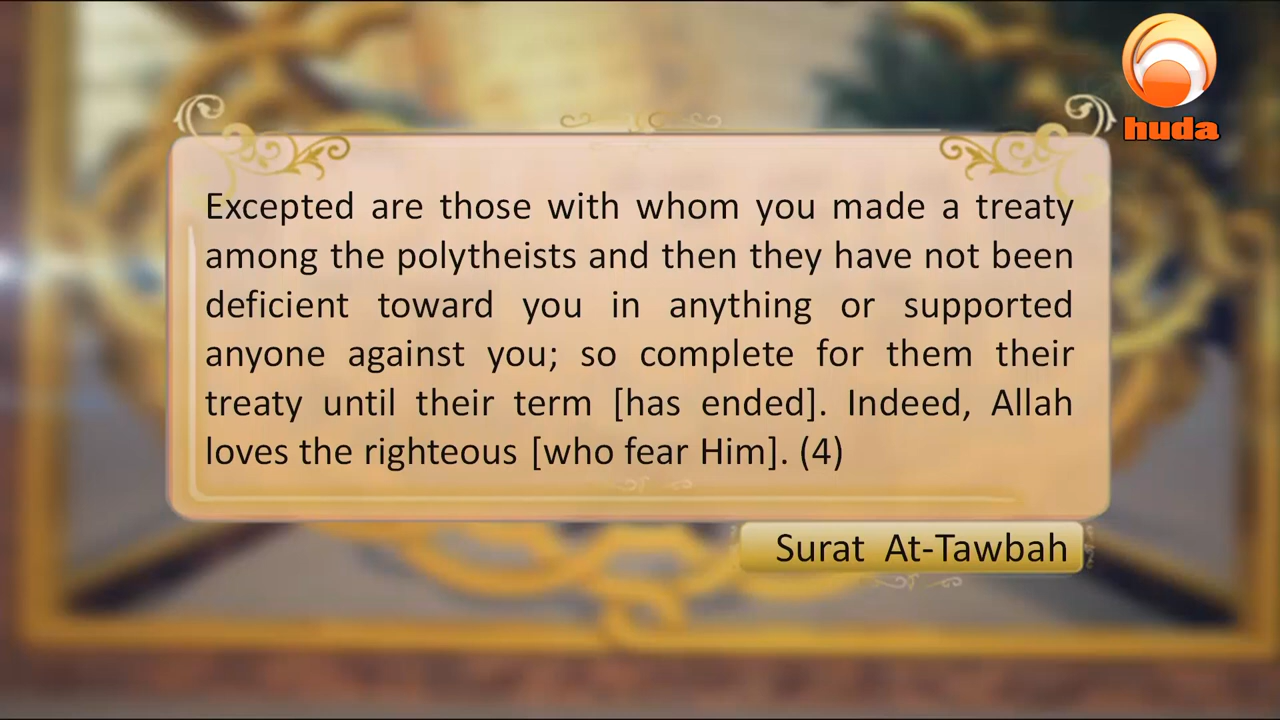 huda
Excepted are those with whom you made a treaty
among the polytheists and then they have not been
deficient toward you in anything or supported
anyone against you; so complete for them their
treaty until their term [has ended]. Indeed, Allah
loves the righteous [who fear Him]. (4)
Surat At-Tawbah